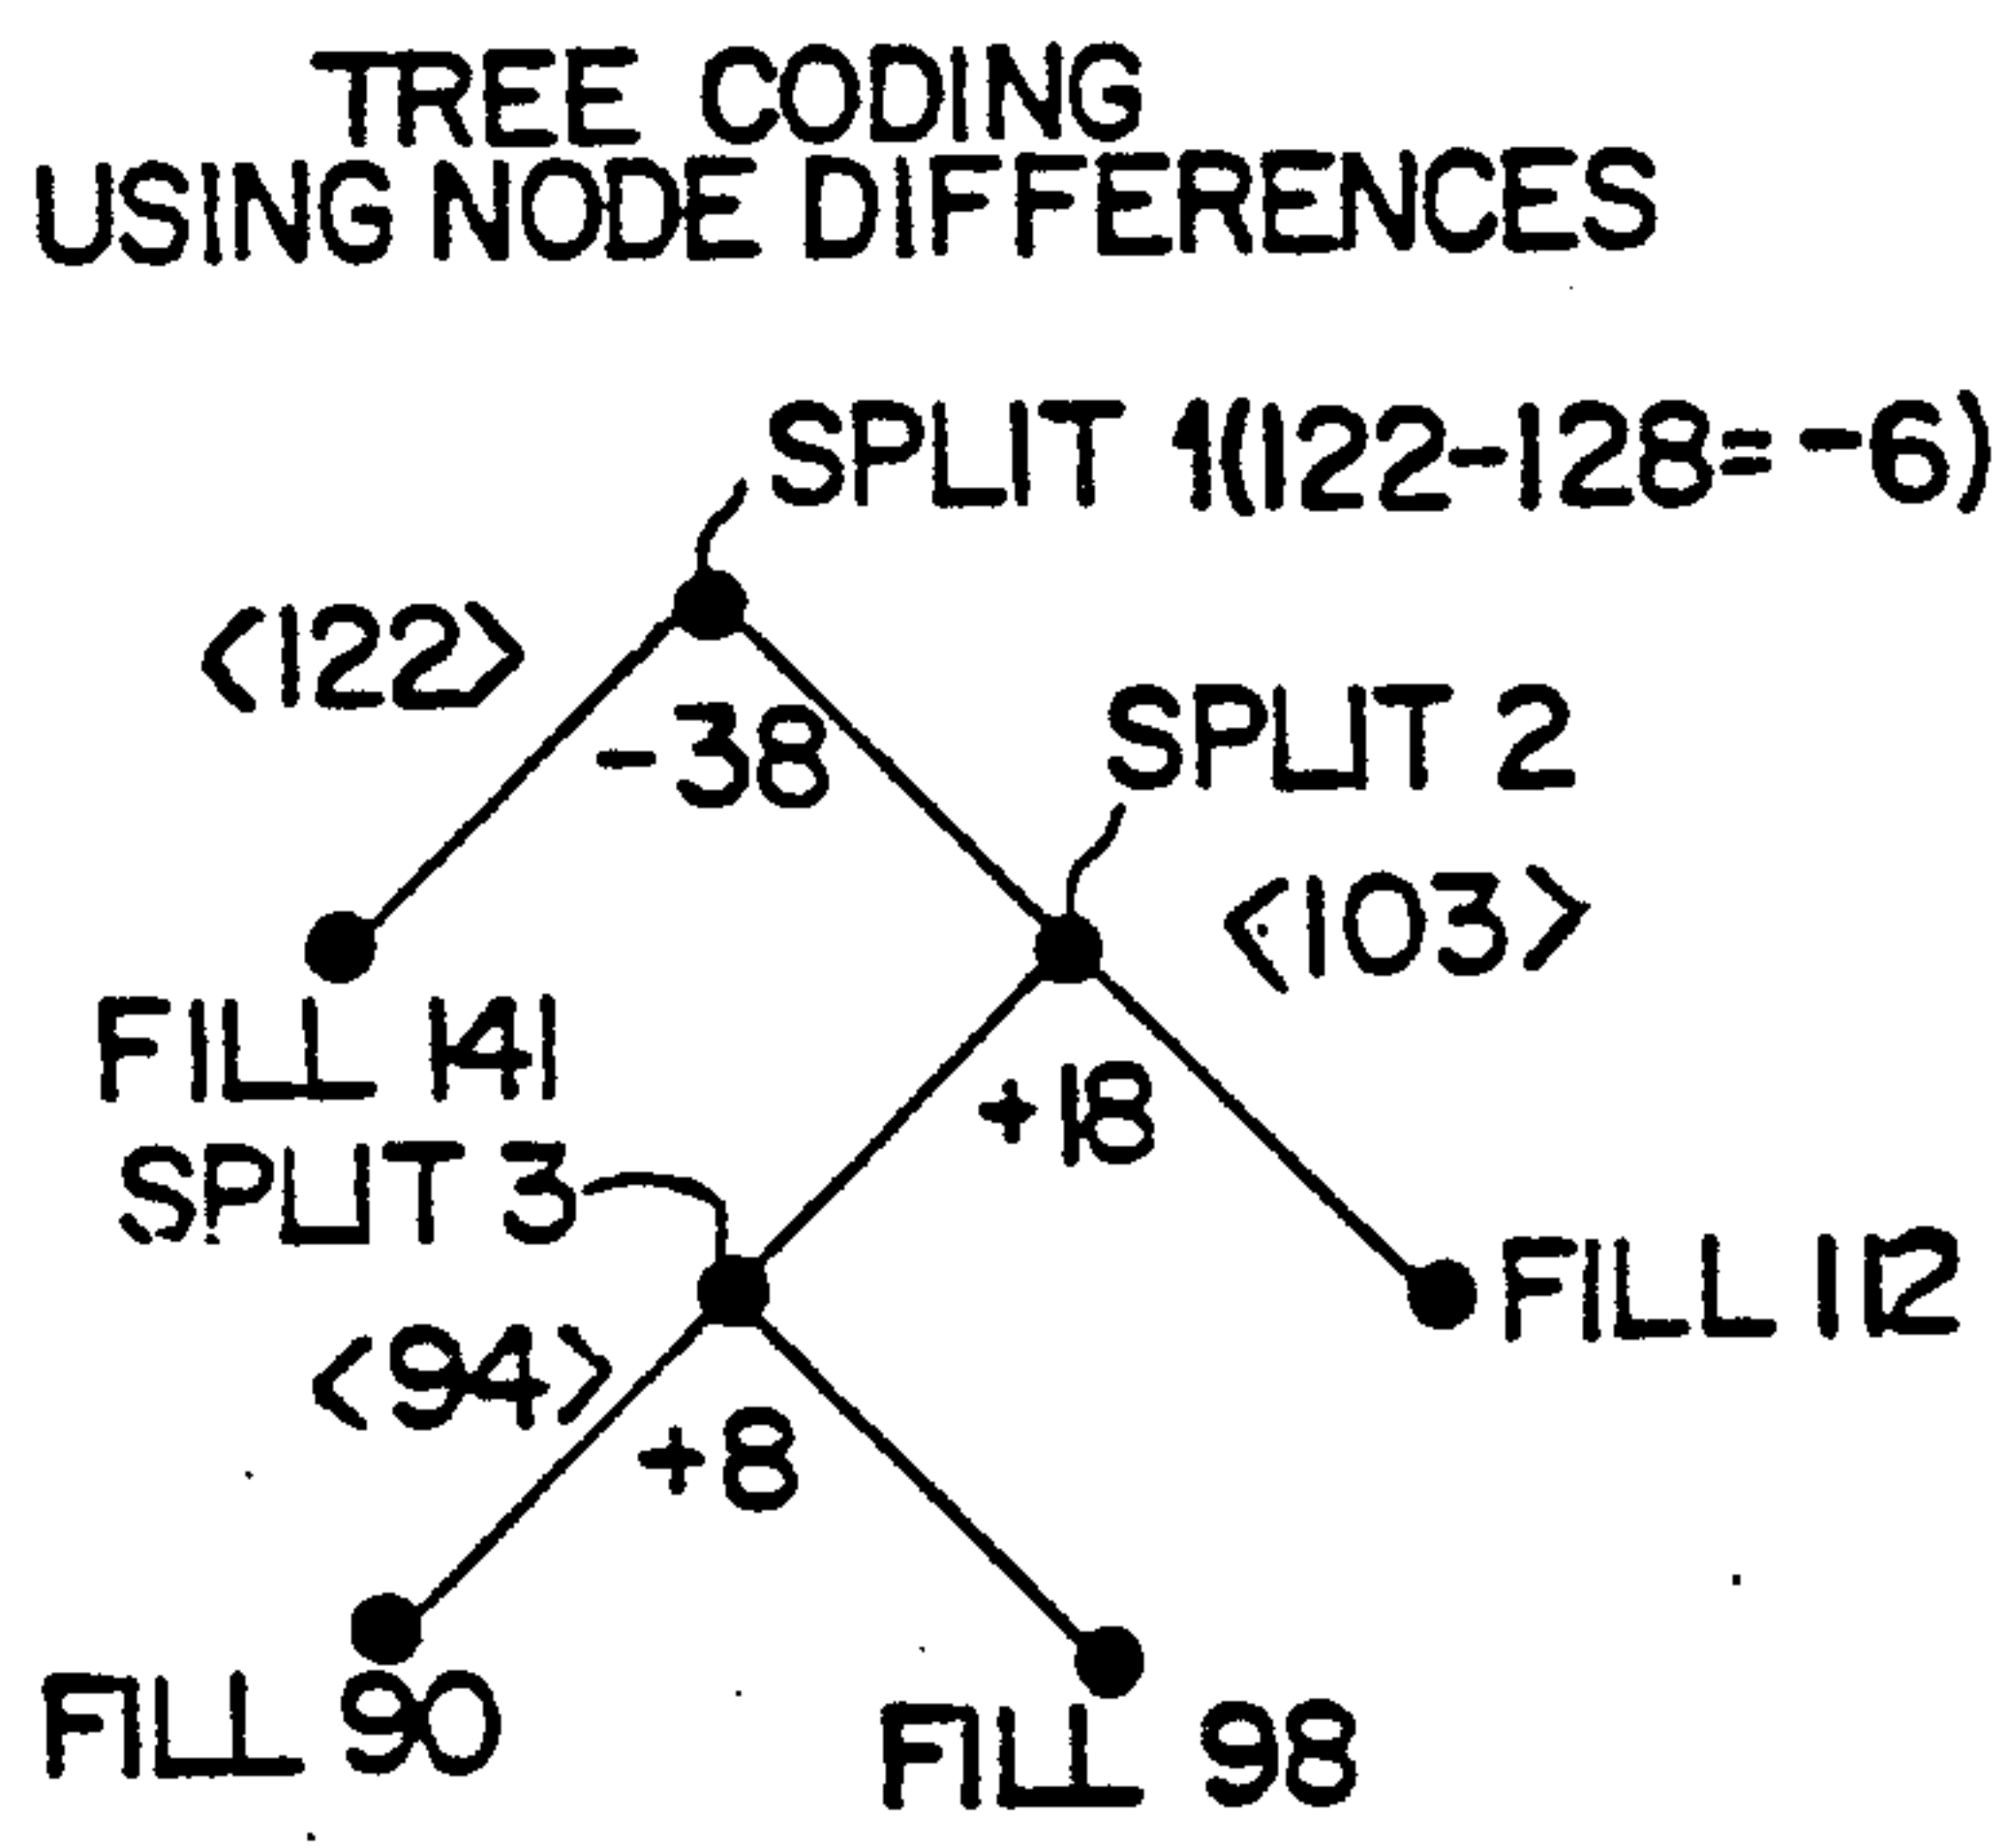 TREE CODING
USING NODE DIFFERENCES
SPLIT 1(122-128=-6)
<122>
-38
SPLIT 2
<103>
FILL 141
+18
SPLIT 3
FILL 112
<94>
+8
FILL 90
FILL 98